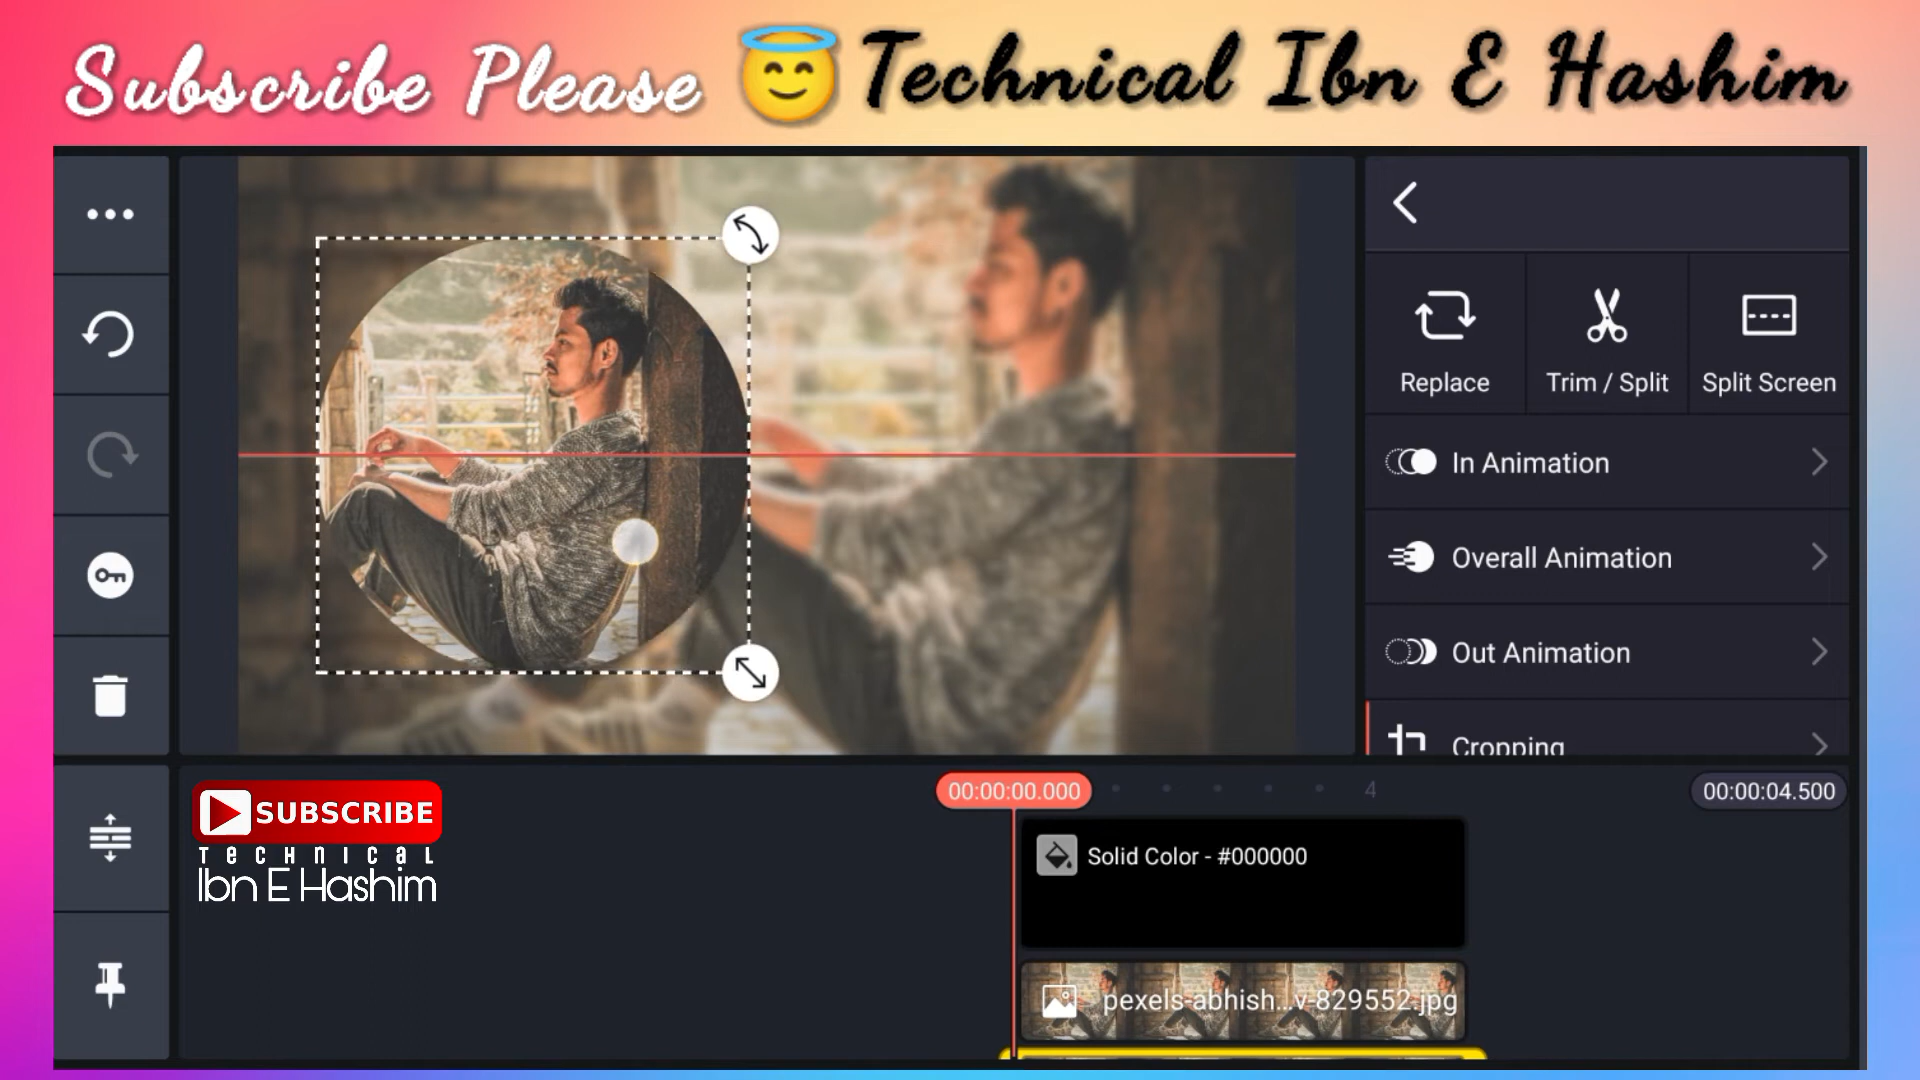 Subscribe Please 😇 Technical Ibn E Hashim
Replace
Trim / Split
Split Screen
In Animation
Overall Animation
Out Animation
Cropping
00:00:00.000
4
00:00:04.500
SUBSCRIBE
Technical
Ibn E Hashim
Solid Color - #000000
pexels-abhish...v-829552.jpg